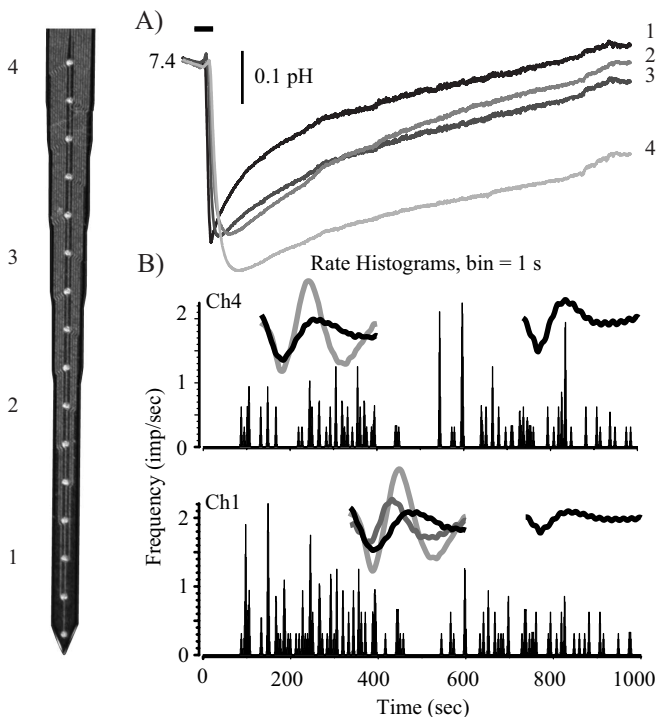 4
3
2
1
A)
7.4
0.1 pH
1
2
3
4
B)
Rate Histograms, bin = 1 s
Ch4
2
1
0
Ch1
2
1
0
Frequency (imp/sec)
0
200
400
600
800
1000
Time (sec)